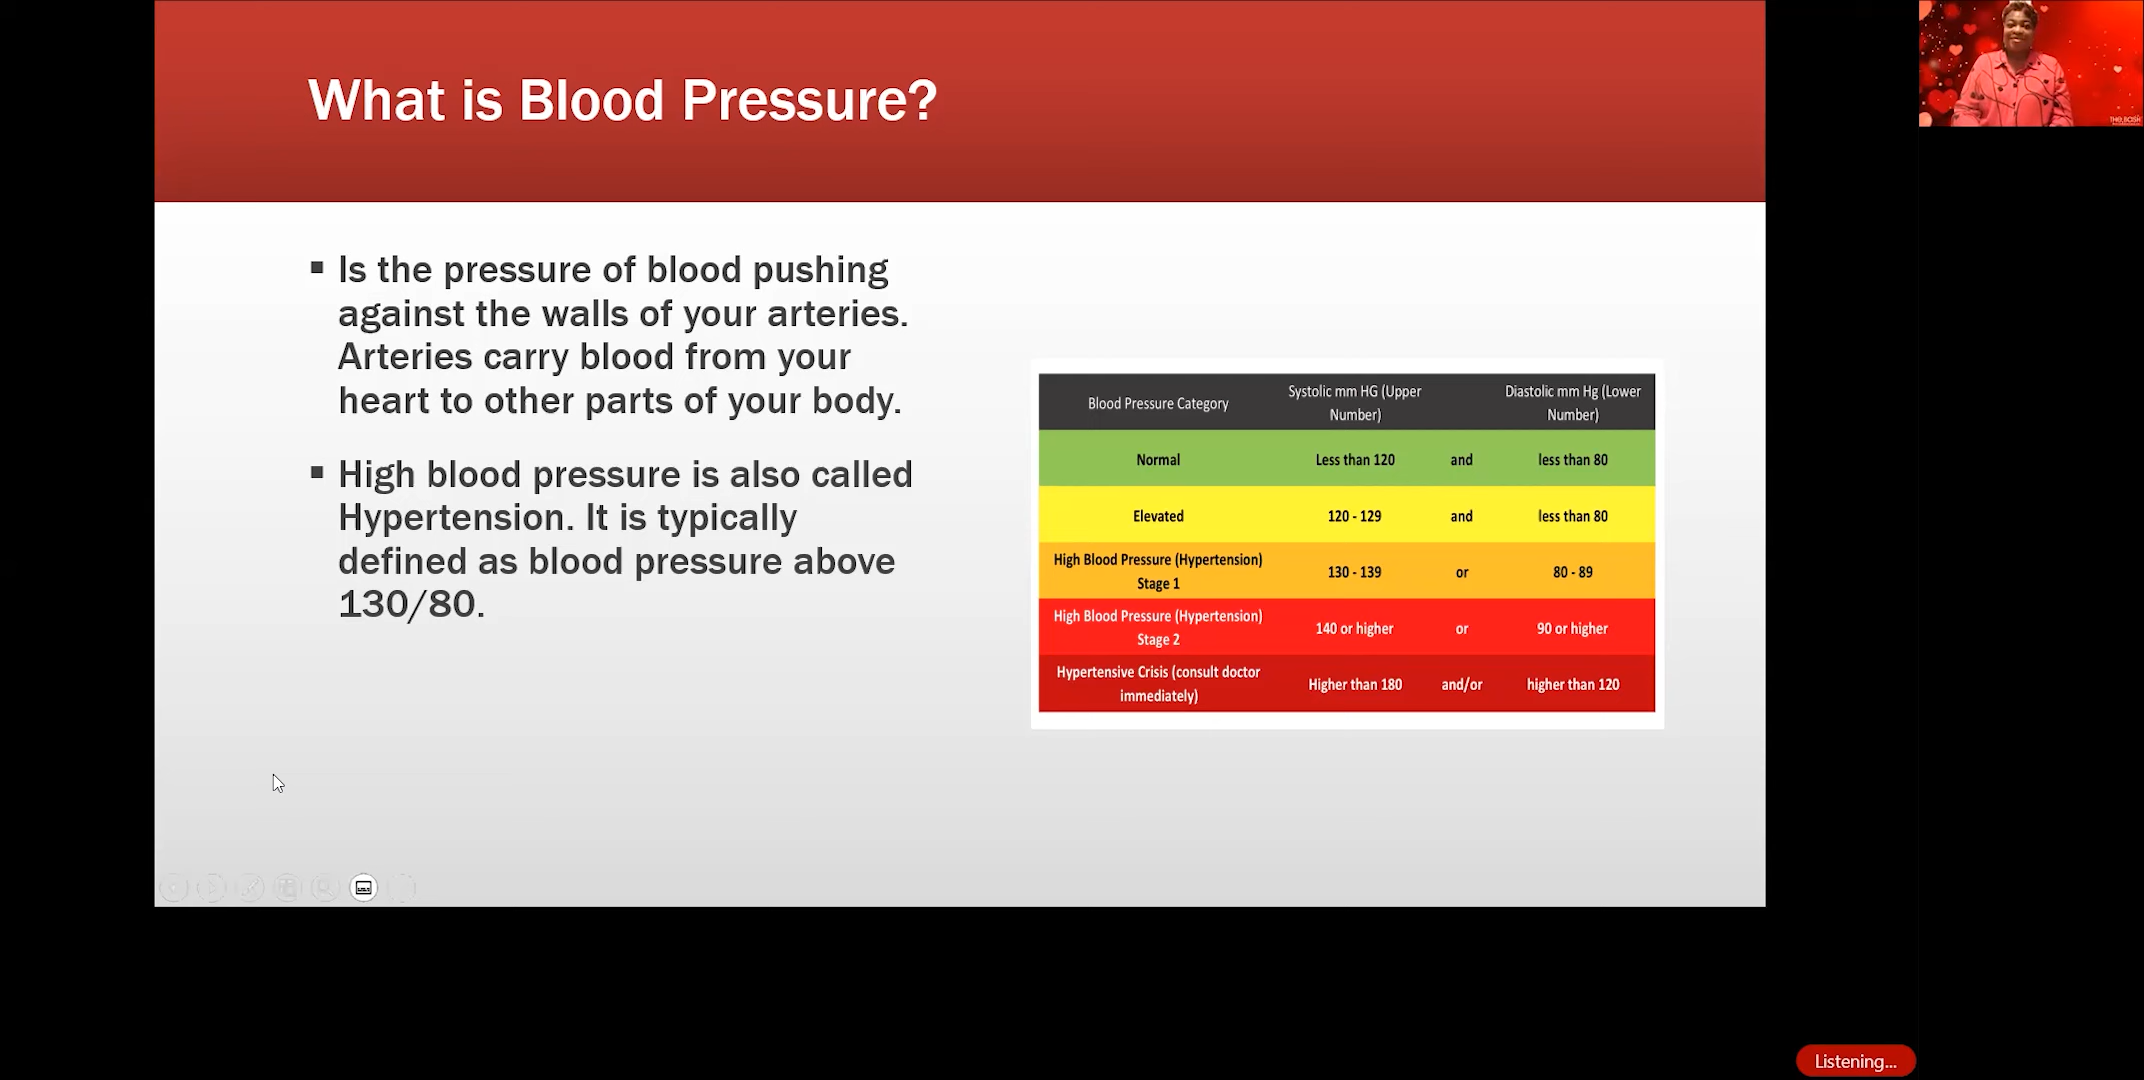 What is Blood Pressure?
▪ Is the pressure of blood pushing
against the walls of your arteries.
Arteries carry blood from your
heart to other parts of your body.
▪ High blood pressure is also called
Hypertension. It is typically
defined as blood pressure above
130/80.
Blood Pressure Category Systolic mm HG (Upper Number) Diastolic mm Hg (Lower Number)
Normal Less than 120 and less than 80
Elevated 120 - 129 and less than 80
High Blood Pressure (Hypertension) Stage 1 130 - 139 or 80 - 89
High Blood Pressure (Hypertension) Stage 2 140 or higher or 90 or higher
Hypertensive Crisis (consult doctor immediately) Higher than 180 and/or higher than 120
THE BASH
Listening...